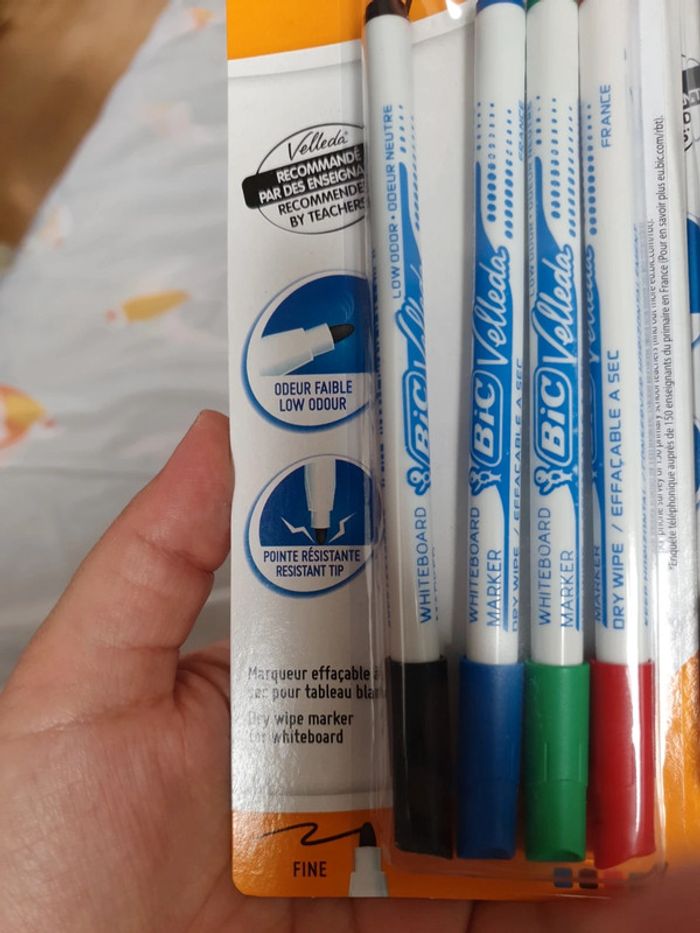 Velleda
RECOMMANDÉ
PAR DES ENSEIGNA
RECOMMENDE
BY TEACHERS
ODEUR FAIBLE
LOW ODOUR
POINTE RÉSISTANTE
RESISTANT TIP
Marqueur effaçable à
sec pour tableau blan
Dry wipe marker
for whiteboard
FINE
LOW ODOR • ODEUR NEUTRE
BiC Velleda
WHITEBOARD
BiC Velleda
WHITEBOARD
MARKER
DRY WIPE / EFFAÇABLE A SEC
BiC Velleda
WHITEBOARD
MARKER
Velleda
FRANCE
MARKER
DRY WIPE / EFFAÇABLE A SEC
*Enquête téléphonique auprès de 150 enseignants du primaire en France (Pour en savoir plus eu.bic.com/rbt).